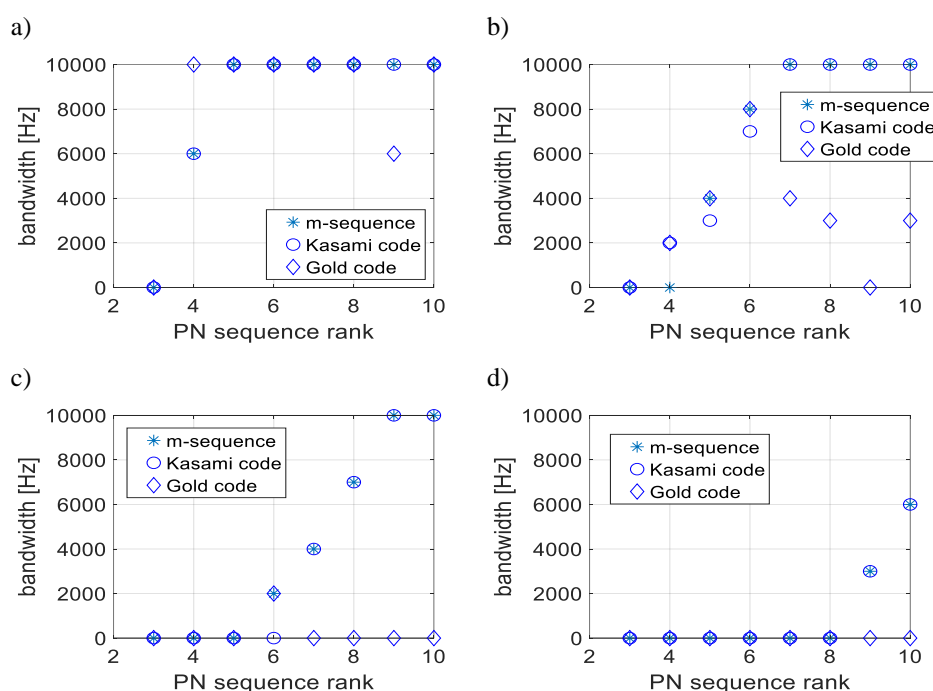 a)
bandwidth [Hz]
10000
8000
6000
4000
2000
0
2 4 6 8 10
PN sequence rank
m-sequence
Kasami code
Gold code
b)
bandwidth [Hz]
10000
8000
6000
4000
2000
0
2 4 6 8 10
PN sequence rank
m-sequence
Kasami code
Gold code
c)
bandwidth [Hz]
10000
8000
6000
4000
2000
0
2 4 6 8 10
PN sequence rank
m-sequence
Kasami code
Gold code
d)
bandwidth [Hz]
10000
8000
6000
4000
2000
0
2 4 6 8 10
PN sequence rank
m-sequence
Kasami code
Gold code